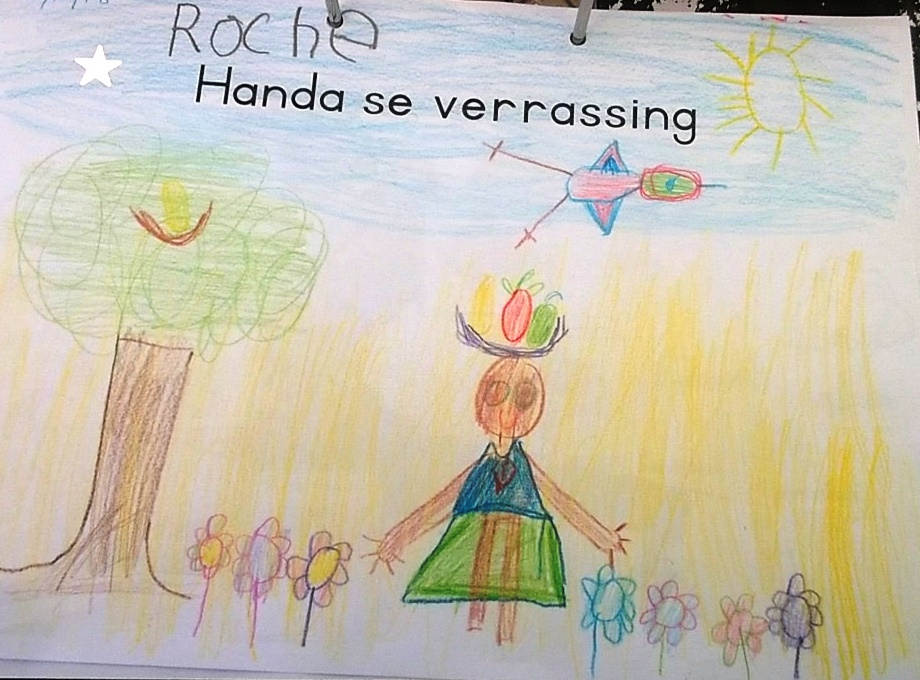 Roche
Handa se verrassing